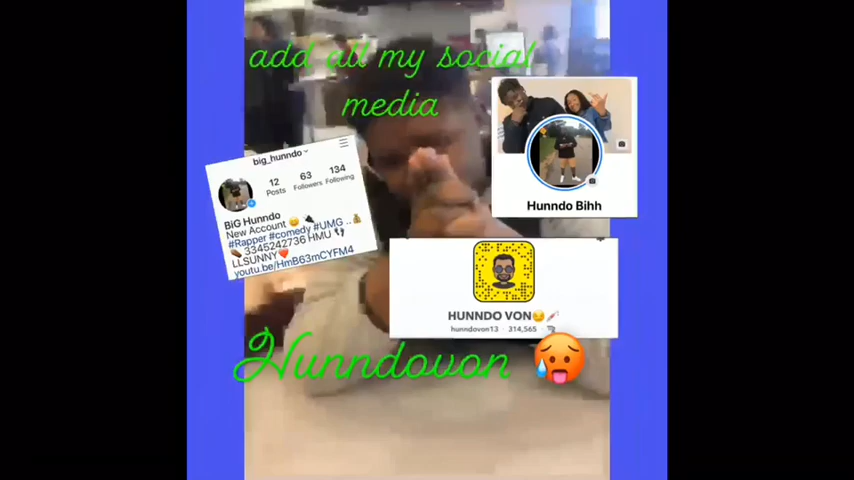 add all my social
media
big_hunndo
12 63 134
Posts Followers Following
BiG Hunndo
New Account
#Rapper #comedy #UMG ..
3345242736 HMU
LLSUNNY
youtu.be/HmB63mCYFM4
Hunndo Bihh
HUNNDO VON
hunndovon13 · 314,565
Hunndovon